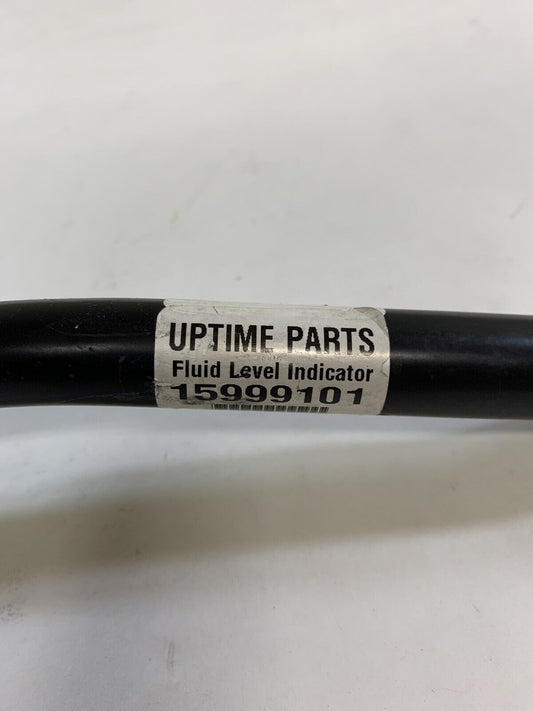 UPTIME PARTS
Fluid Level Indicator
15999101